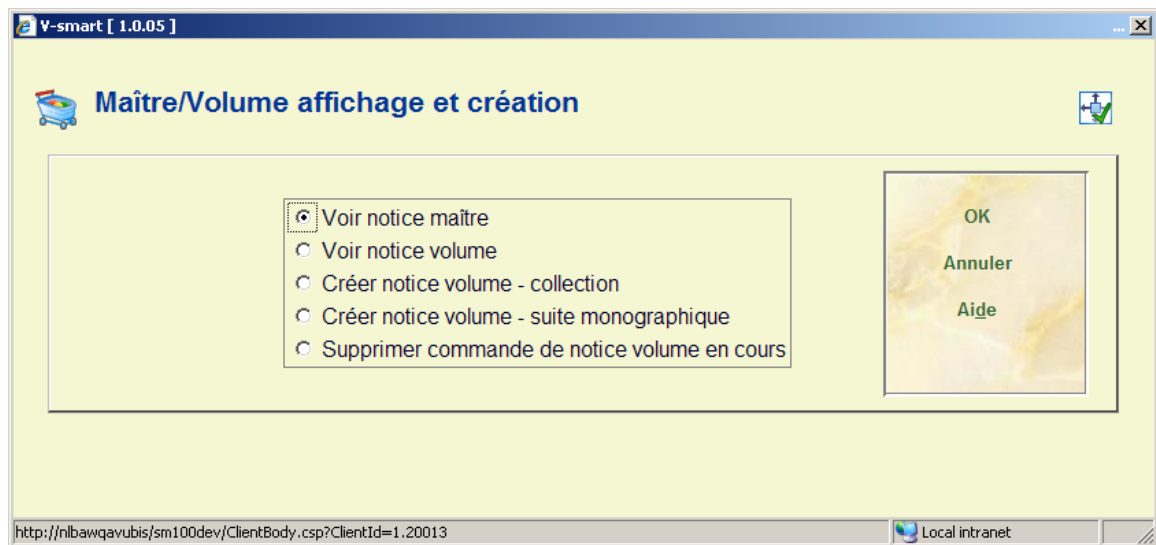 V-smart [ 1.0.05 ] ...
Maître/Volume affichage et création
Voir notice maître
Voir notice volume
Créer notice volume - collection
Créer notice volume - suite monographique
Supprimer commande de notice volume en cours
OK
Annuler
Aide
http://nlbawqavubis/sm100dev/ClientBody.csp?ClientId=1.20013
Local intranet